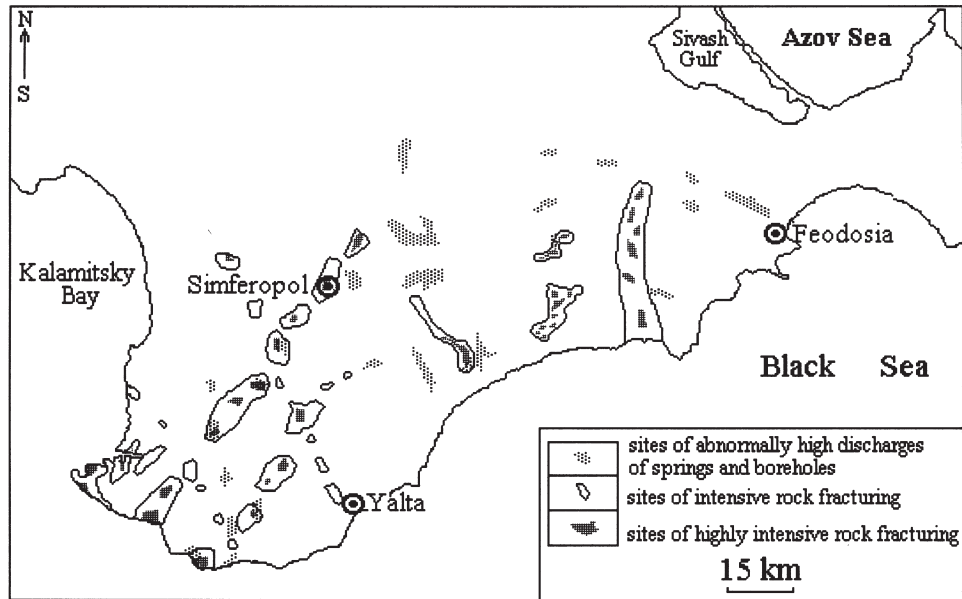 N
S
Sivash
Gulf
Azov Sea
Kalamitsky
Bay
Simferopol
Feodosia
Black Sea
Yalta
sites of abnormally high discharges
of springs and boreholes
sites of intensive rock fracturing
sites of highly intensive rock fracturing
15 km